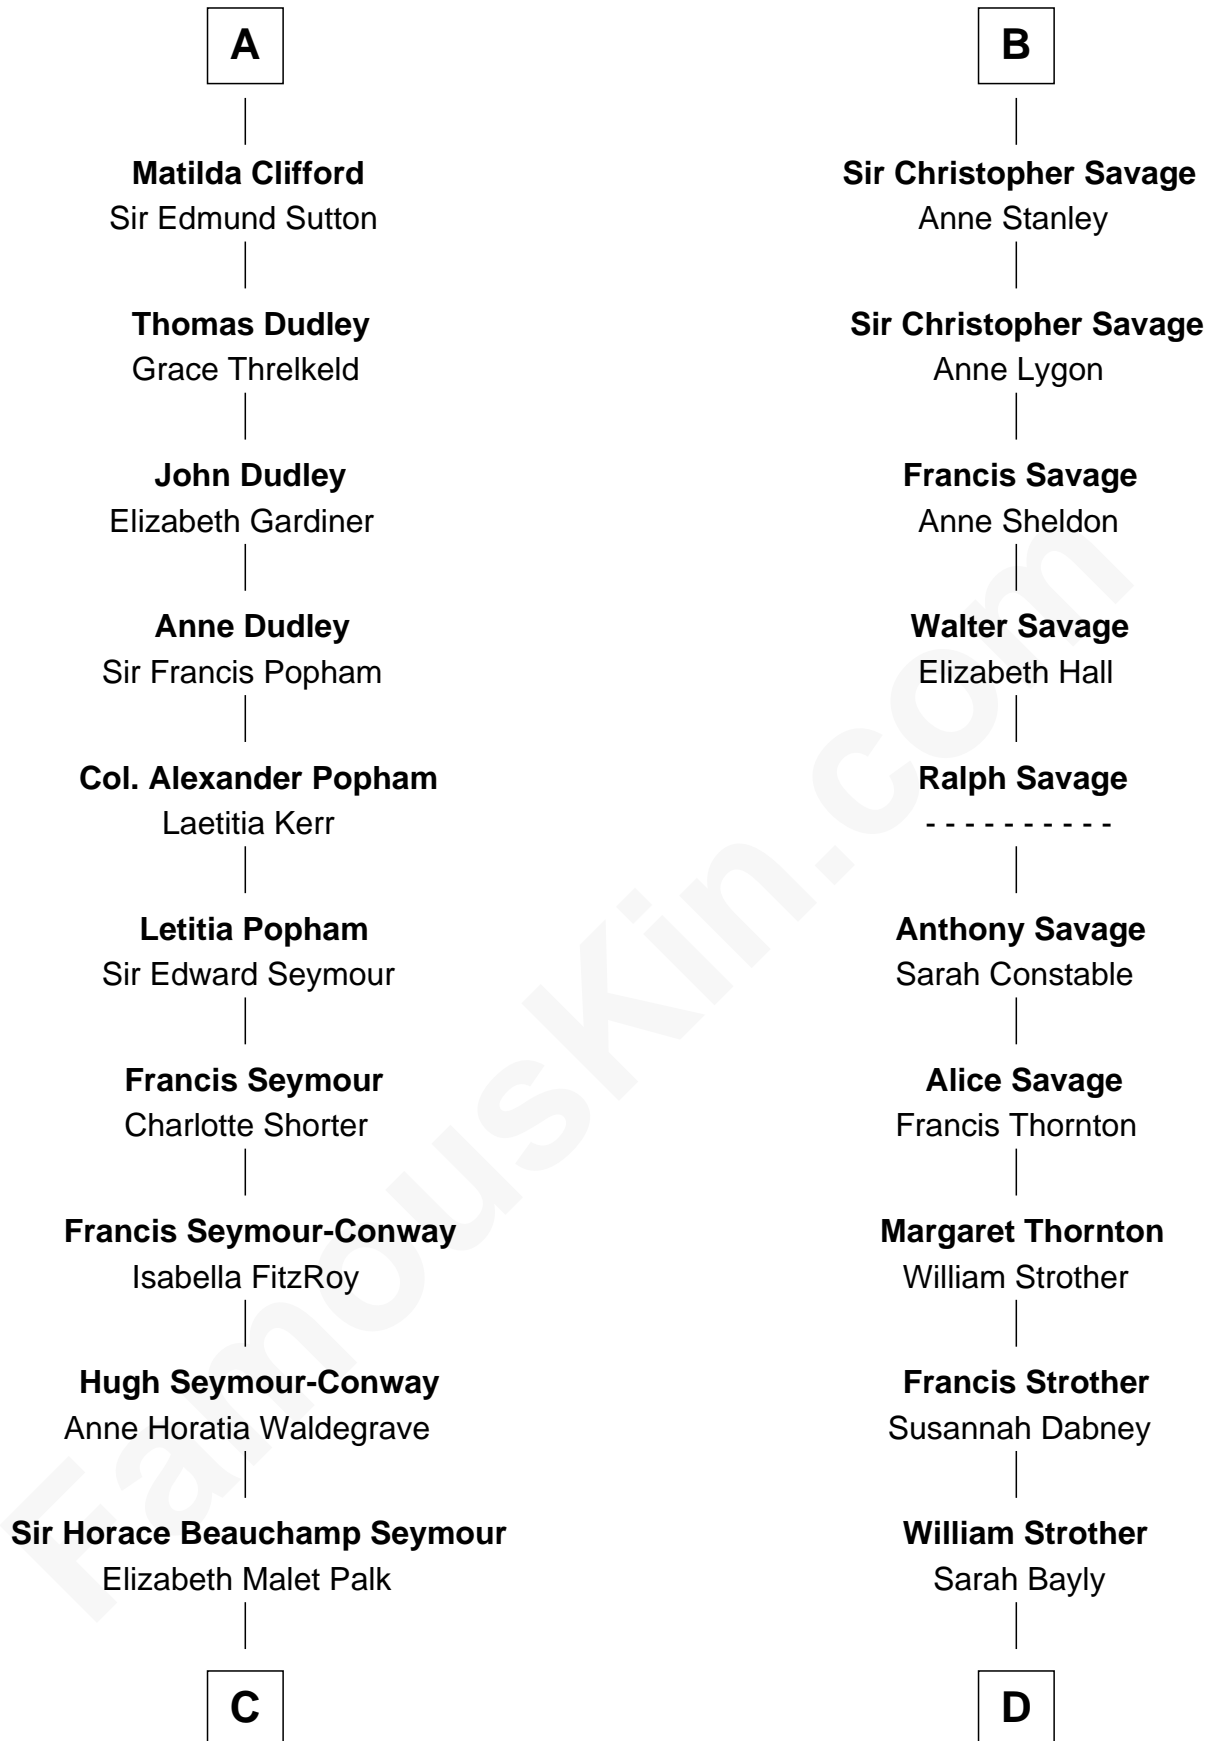 A
Matilda Clifford
Sir Edmund Sutton
Thomas Dudley
Grace Threlkeld
John Dudley
Elizabeth Gardiner
Anne Dudley
Sir Francis Popham
Col. Alexander Popham
Laetitia Kerr
Letitia Popham
Sir Edward Seymour
Francis Seymour
Charlotte Shorter
Francis Seymour-Conway
Isabella FitzRoy
Hugh Seymour-Conway
Anne Horatia Waldegrave
Sir Horace Beauchamp Seymour
Elizabeth Malet Palk
C
B
Sir Christopher Savage
Anne Stanley
Sir Christopher Savage
Anne Lygon
Francis Savage
Anne Sheldon
Walter Savage
Elizabeth Hall
Ralph Savage
- - - - - - - - - -
Anthony Savage
Sarah Constable
Alice Savage
Francis Thornton
Margaret Thornton
William Strother
Francis Strother
Susannah Dabney
William Strother
Sarah Bayly
D
FamousKin.com